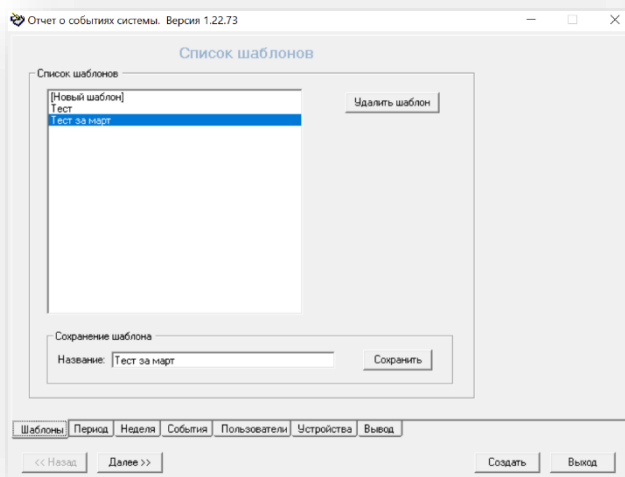 Отчет о событиях системы. Версия 1.22.73
Список шаблонов
Список шаблонов
[Новый шаблон]
Тест
Тест за март
Удалить шаблон
Сохранение шаблона
Название: Тест за март
Сохранить
Шаблоны Период Неделя События Пользователи Устройства Вывод
<< Назад Далее >> Создать Выход